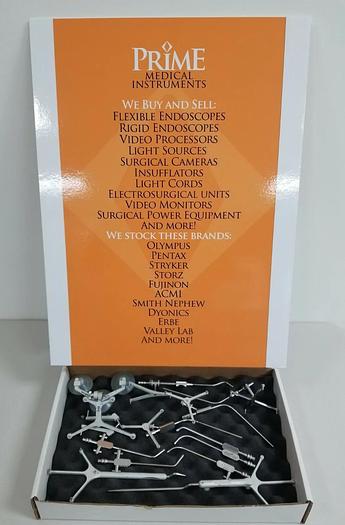 PRIME
MEDICAL
INSTRUMENTS
WE BUY AND SELL:
FLEXIBLE ENDOSCOPES
RIGID ENDOSCOPES
VIDEO PROCESSORS
LIGHT SOURCES
SURGICAL CAMERAS
INSUFFLATORS
LIGHT CORDS
ELECTROSURGICAL UNITS
VIDEO MONITORS
SURGICAL POWER EQUIPMENT
AND MORE!
WE STOCK THESE BRANDS:
OLYMPUS
PENTAX
STRYKER
STORZ
FUJINON
ACMI
SMITH NEPHEW
DYONICS
ERBE
VALLEY LAB
AND MORE!